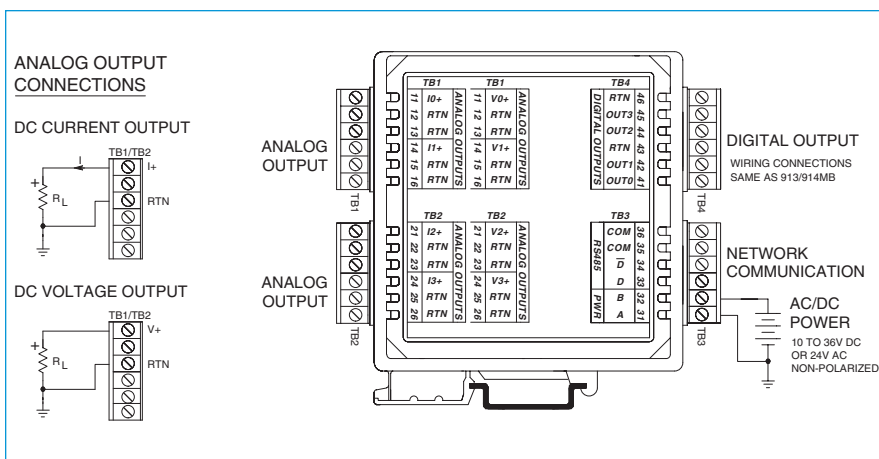 ANALOG OUTPUT
CONNECTIONS
DC CURRENT OUTPUT
TB1/TB2
I
I+
+
RL
RTN
DC VOLTAGE OUTPUT
TB1/TB2
V+
+
RL
RTN
ANALOG
OUTPUT
TB1
ANALOG
OUTPUT
TB2
TB1
11 I0+
12 RTN
13 RTN
14 I1+
15 RTN
16 RTN
ANALOG OUTPUTS
TB1
11 V0+
12 RTN
13 RTN
14 V1+
15 RTN
16 RTN
ANALOG OUTPUTS
TB4
DIGITAL OUTPUTS
RTN 46
OUT3 45
OUT2 44
RTN 43
OUT1 42
OUT0 41
TB2
21 I2+
22 RTN
23 RTN
24 I3+
25 RTN
26 RTN
ANALOG OUTPUTS
TB2
21 V2+
22 RTN
23 RTN
24 V3+
25 RTN
26 RTN
ANALOG OUTPUTS
TB3
RS485
COM 36
COM 35
D̅ 34
D 33
PWR
B 32
A 31
TB4
DIGITAL OUTPUT
WIRING CONNECTIONS
SAME AS 913/914MB
TB3
NETWORK
COMMUNICATION
AC/DC
POWER
10 TO 36V DC
OR 24V AC
NON-POLARIZED